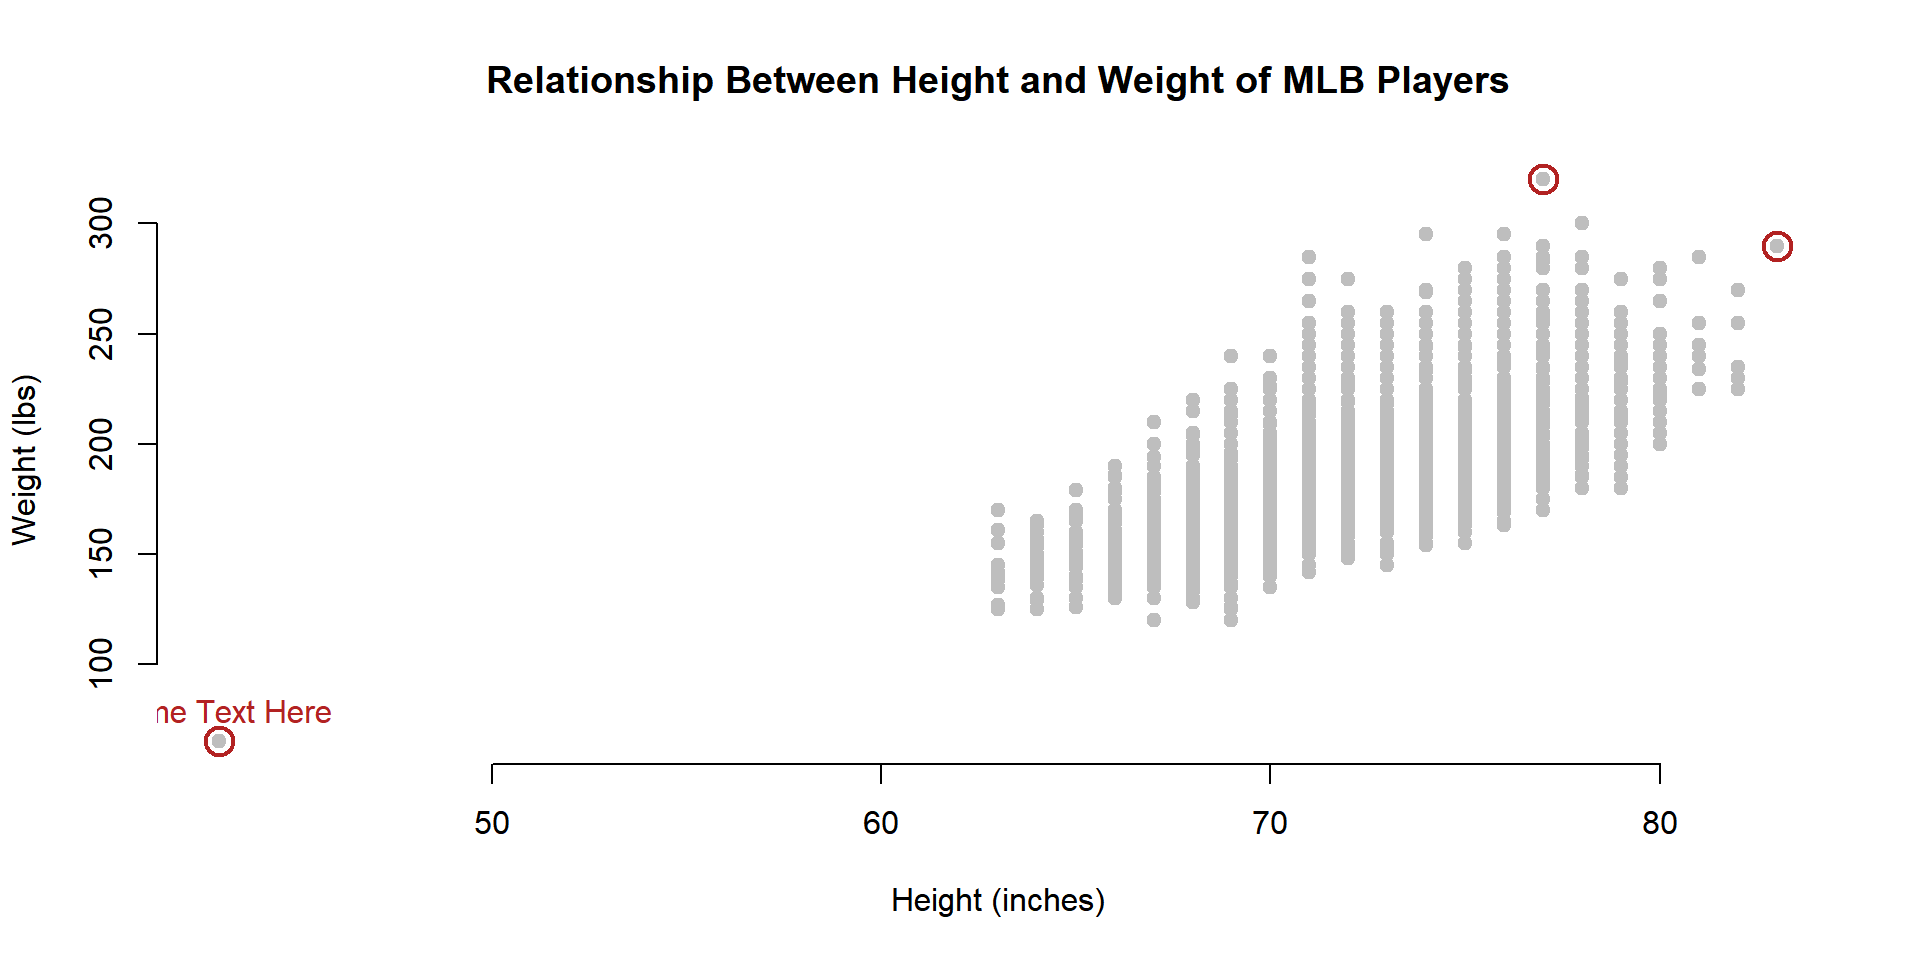 Relationship Between Height and Weight of MLB Players
Weight (lbs)
300
250
200
150
100
Text Here
50 60 70 80
Height (inches)